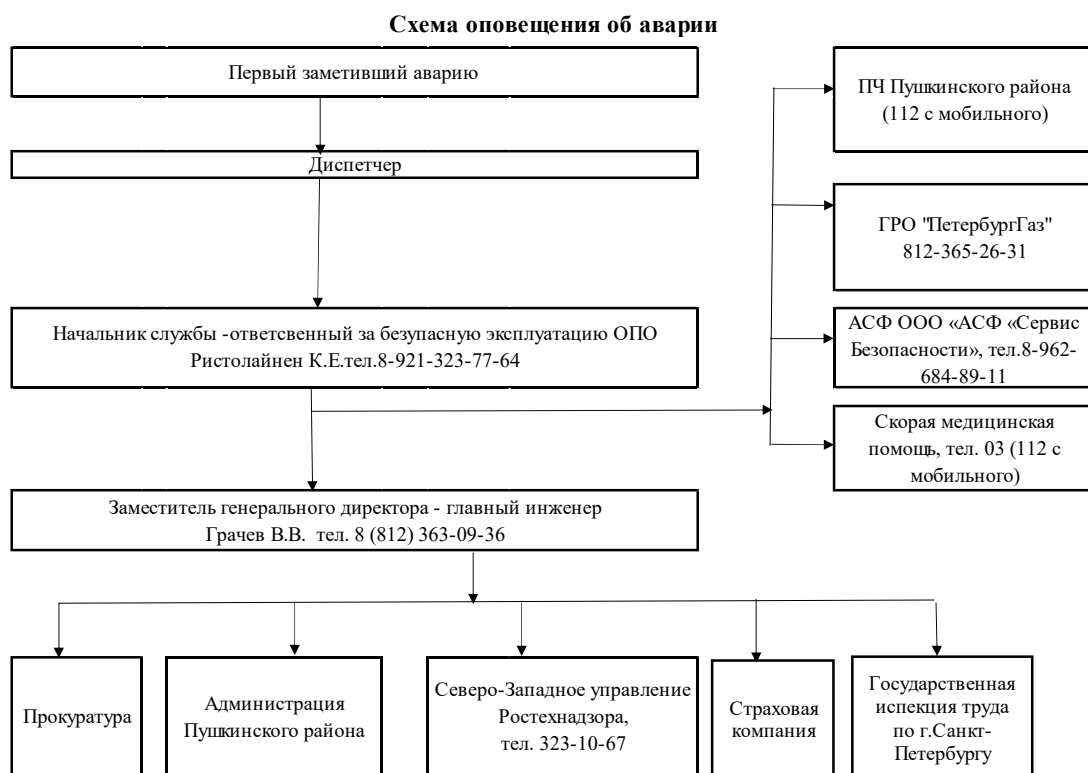 Схема оповещения об аварии
Первый заметивший аварию
Диспетчер
Начальник службы -ответсвенный за безупасную эксплуатацию ОПО
Ристолайнен К.Е.тел.8-921-323-77-64
ПЧ Пушкинского района
(112 с мобильного)
ГРО "ПетербургГаз"
812-365-26-31
АСФ ООО «АСФ «Сервис
Безопасности», тел.8-962-
684-89-11
Скорая медицинская
помощь, тел. 03 (112 с
мобильного)
Заместитель генерального директора - главный инженер
Грачев В.В. тел. 8 (812) 363-09-36
Прокуратура
Администрация
Пушкинского района
Северо-Западное управление
Ростехнадзора,
тел. 323-10-67
Страховая
компания
Государственная
испекция труда
по г.Санкт-
Петербургу